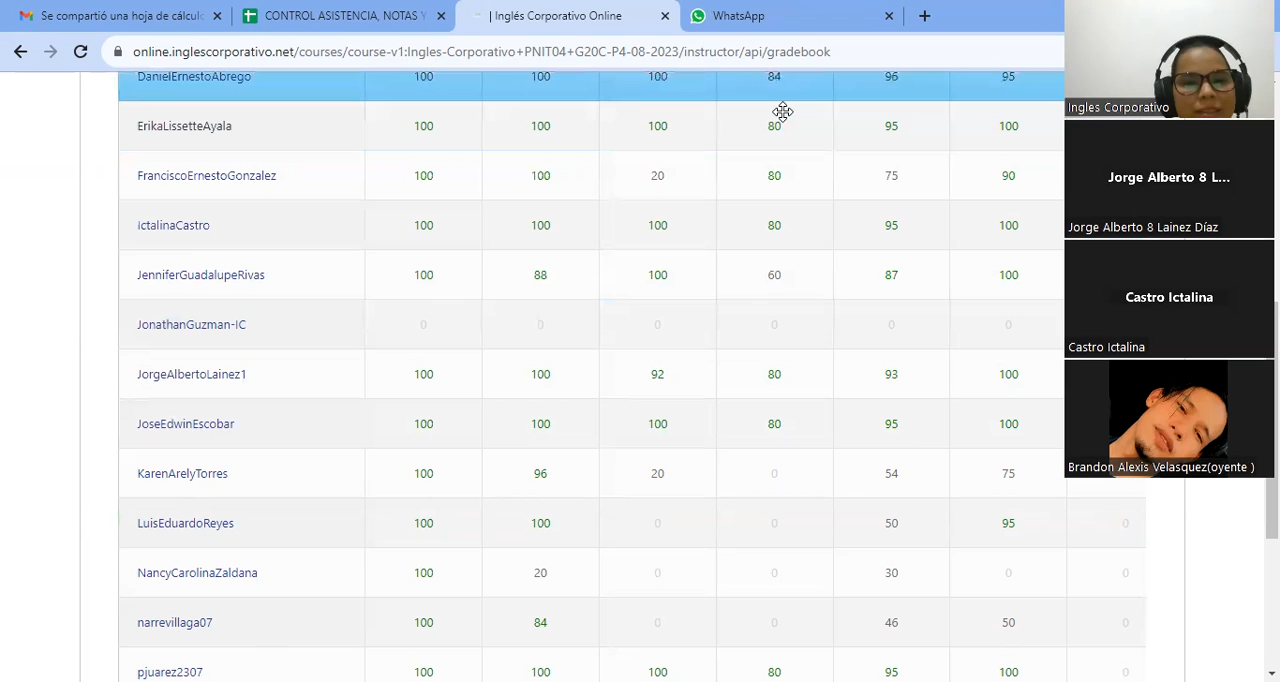 Se compartió una hoja de cálculo
CONTROL ASISTENCIA, NOTAS Y
| Inglés Corporativo Online
WhatsApp
online.inglescorporativo.net/courses/course-v1:Ingles-Corporativo+PNIT04+G20C-P4-08-2023/instructor/api/gradebook
DanielErnestoAbrego 100 100 100 84 96 95
ErikaLissetteAyala 100 100 100 80 95 100
FranciscoErnestoGonzalez 100 100 20 80 75 90
ictalinaCastro 100 100 100 80 95 100
JenniferGuadalupeRivas 100 88 100 60 87 100
JonathanGuzman-IC 0 0 0 0 0 0
JorgeAlbertoLainez1 100 100 92 80 93 100
JoseEdwinEscobar 100 100 100 80 95 100
KarenArelyTorres 100 96 20 0 54 75
LuisEduardoReyes 100 100 0 0 50 95 0
NancyCarolinaZaldana 100 20 0 0 30 0 0
narrevillaga07 100 84 0 0 46 50 0
pjuarez2307 100 100 100 80 95 100
Ingles Corporativo
Jorge Alberto 8 L...
Jorge Alberto 8 Lainez Díaz
Castro Ictalina
Castro Ictalina
Brandon Alexis Velasquez(oyente )